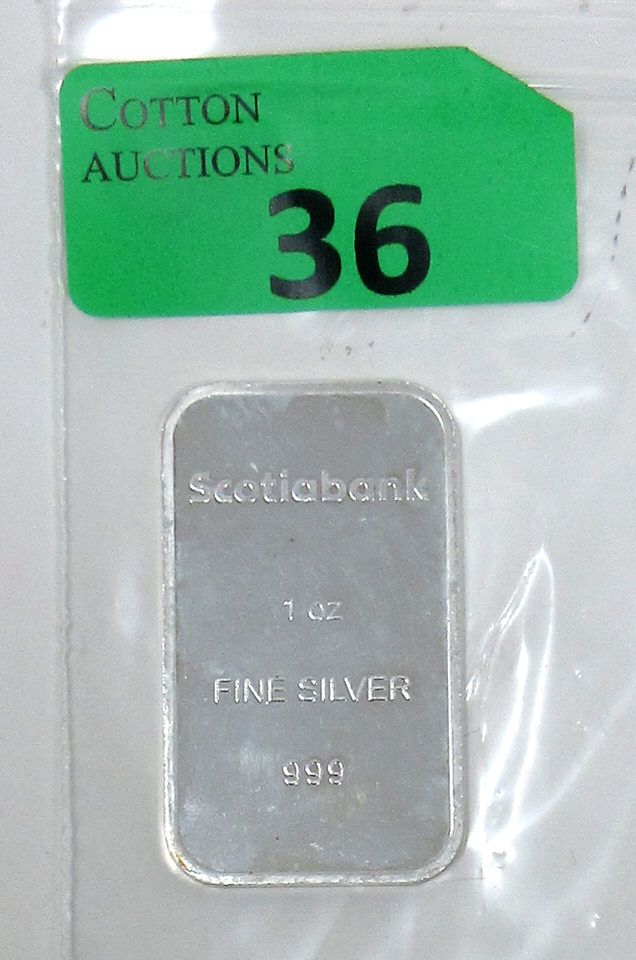 COTTON
AUCTIONS
36
Scotiabank
1 oz
FINE SILVER
999